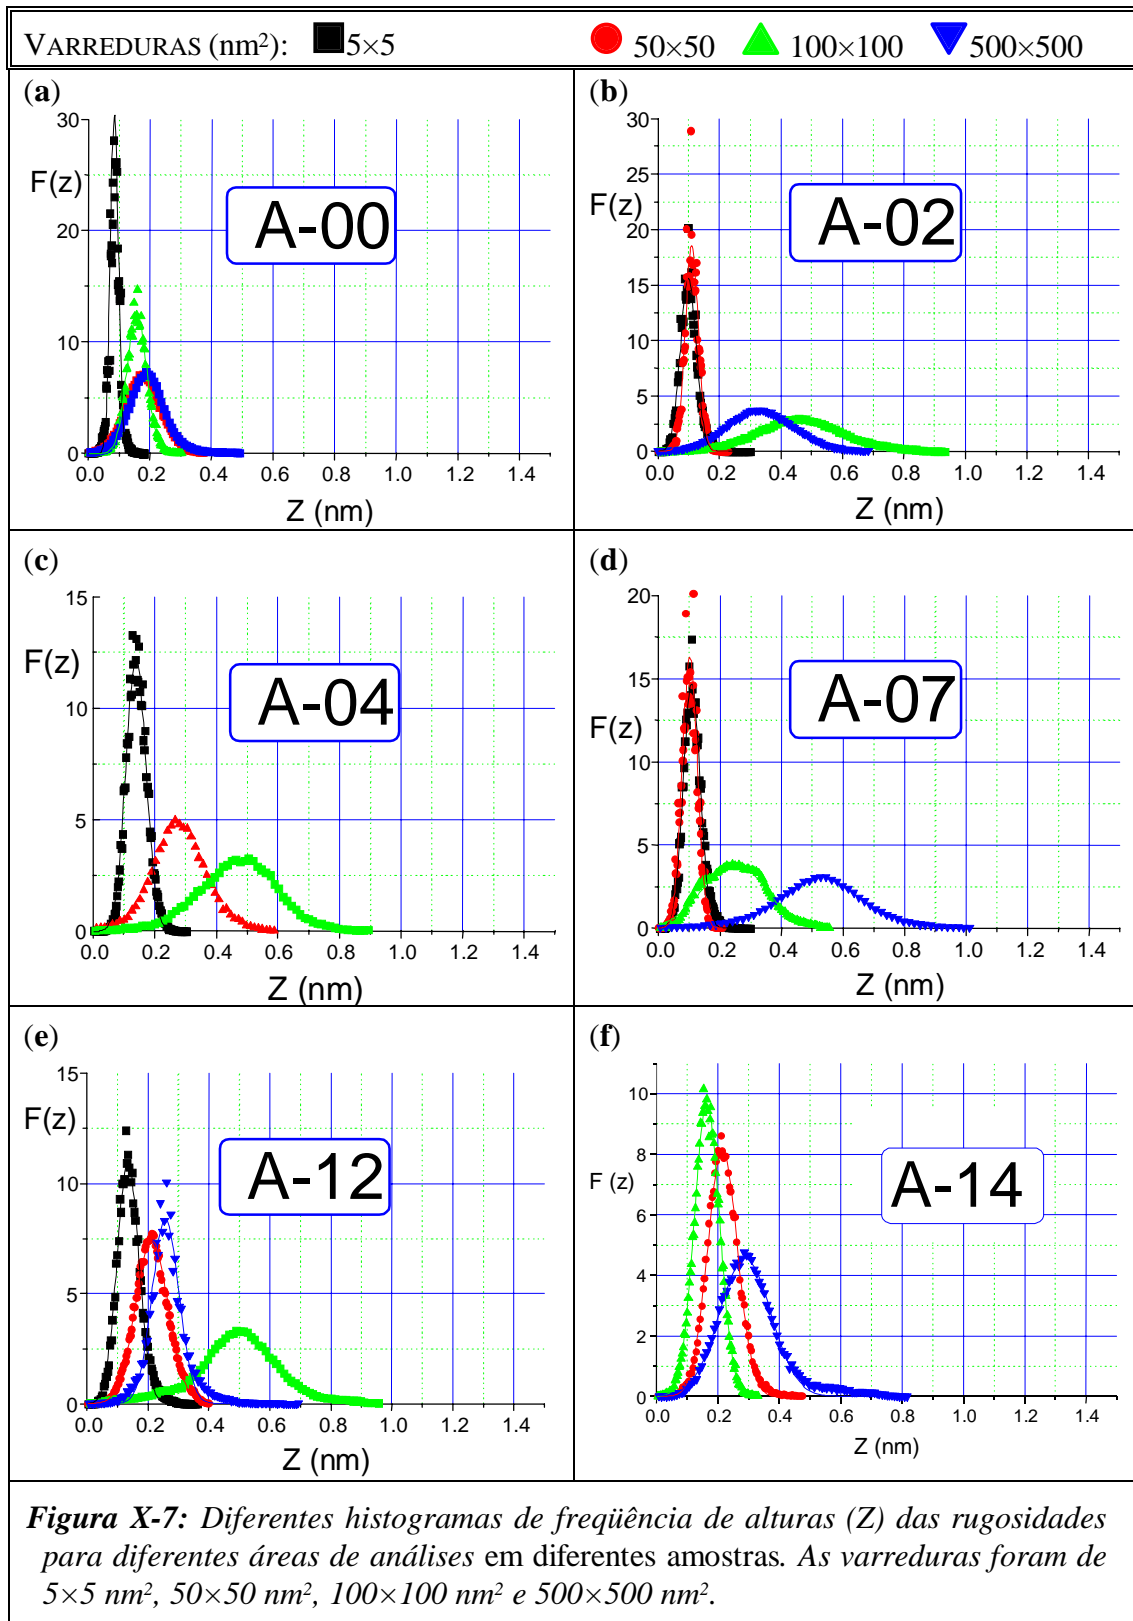 VARREDURAS (nm²): 5×5 50×50 100×100 500×500
(a)
30
F(z)
20
10
0
A-00
0.0 0.2 0.4 0.6 0.8 1.0 1.2 1.4
Z (nm)
(b)
30
25
F(z)
20
15
10
5
0
A-02
0.0 0.2 0.4 0.6 0.8 1.0 1.2 1.4
Z (nm)
(c)
15
F(z)
10
5
0
A-04
0.0 0.2 0.4 0.6 0.8 1.0 1.2 1.4
Z (nm)
(d)
20
15
F(z)
10
5
0
A-07
0.0 0.2 0.4 0.6 0.8 1.0 1.2 1.4
Z (nm)
(e)
15
F(z)
10
5
0
A-12
0.0 0.2 0.4 0.6 0.8 1.0 1.2 1.4
Z (nm)
(f)
10
8
F (z)
6
4
2
0
A-14
0.0 0.2 0.4 0.6 0.8 1.0 1.2 1.4
Z (nm)
Figura X-7: Diferentes histogramas de freqüência de alturas (Z) das rugosidades
para diferentes áreas de análises em diferentes amostras. As varreduras foram de
5×5 nm², 50×50 nm², 100×100 nm² e 500×500 nm².